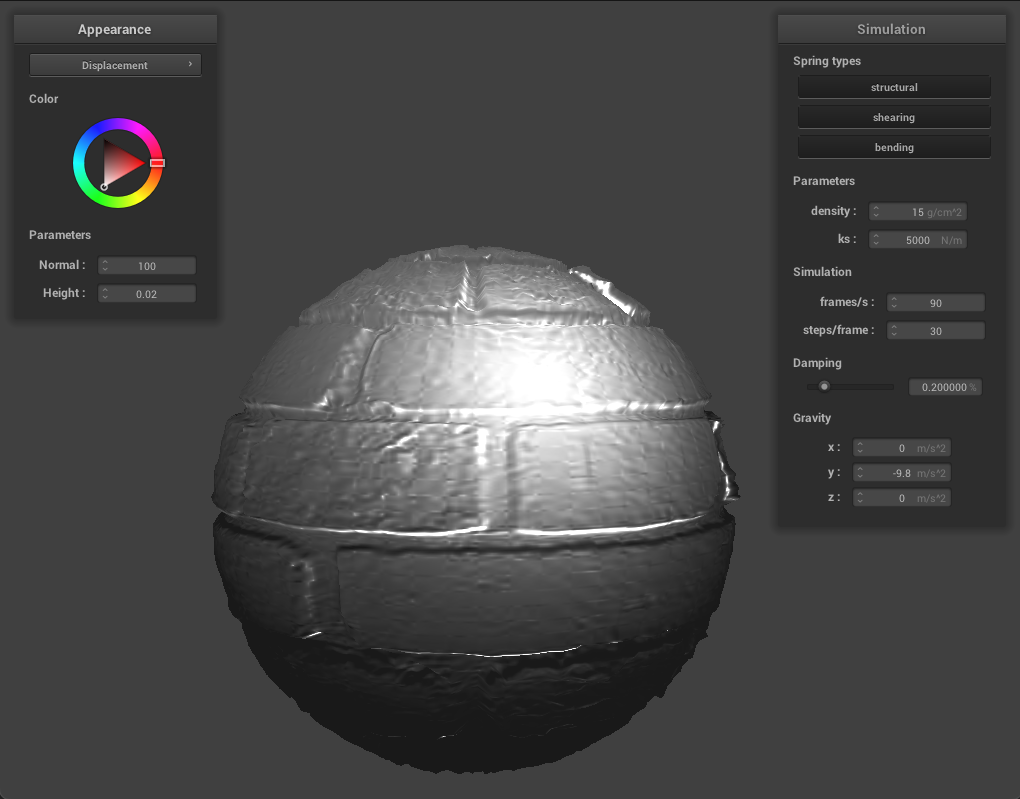 Appearance
Displacement
Color
Parameters
Normal : 100
Height : 0.02
Simulation
Spring types
structural
shearing
bending
Parameters
density : 15 g/cm^2
ks : 5000 N/m
Simulation
frames/s : 90
steps/frame : 30
Damping
0.200000 %
Gravity
x : 0 m/s^2
y : -9.8 m/s^2
z : 0 m/s^2